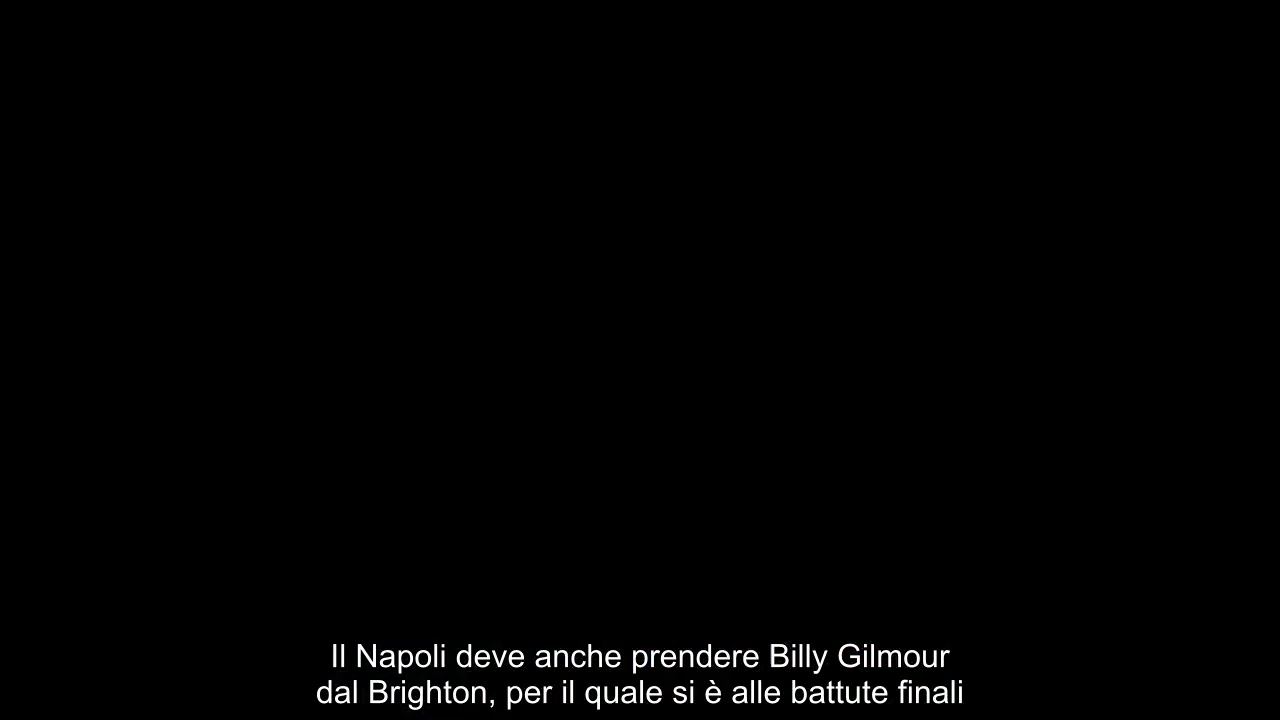 Il Napoli deve anche prendere Billy Gilmour
dal Brighton, per il quale si è alle battute finali